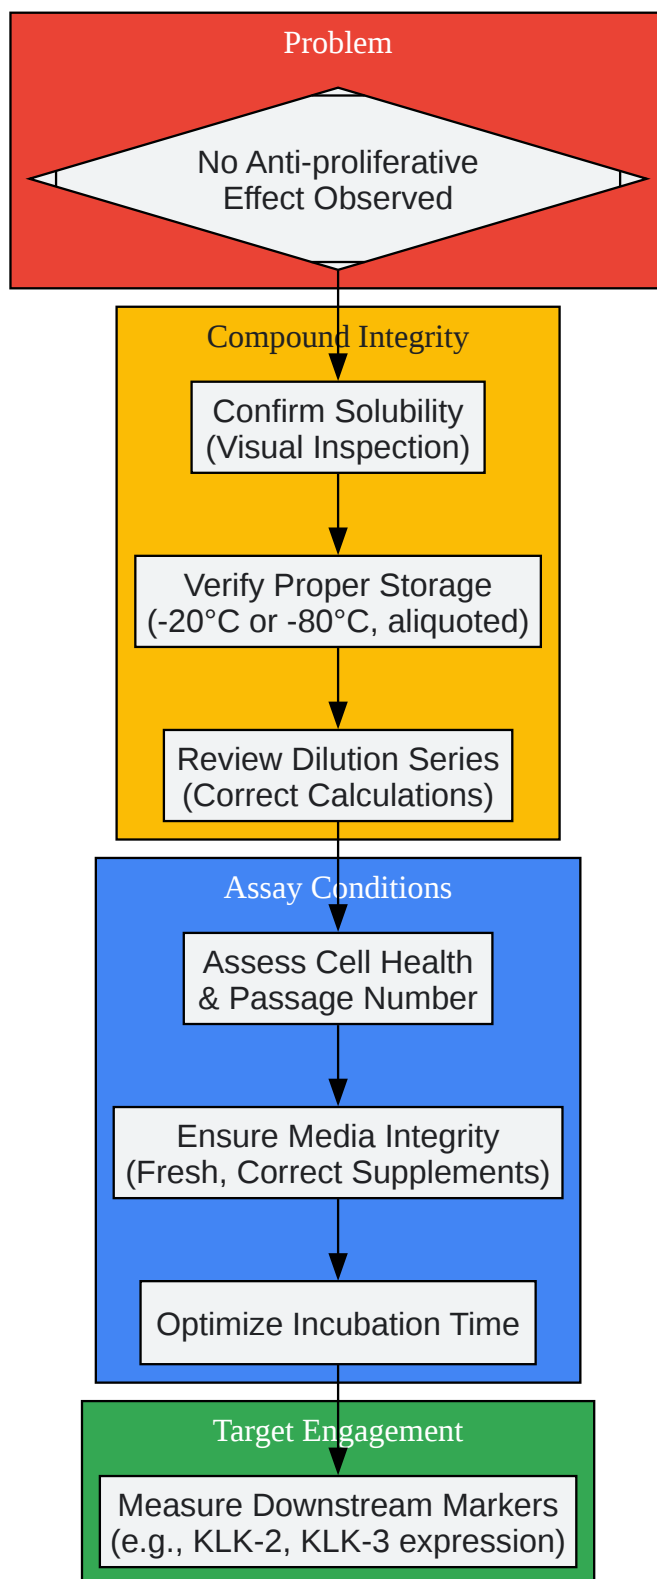 Problem
No Anti-proliferative
Effect Observed
Compound Integrity
Confirm Solubility
(Visual Inspection)
Verify Proper Storage
(-20°C or -80°C, aliquoted)
Review Dilution Series
(Correct Calculations)
Assay Conditions
Assess Cell Health
& Passage Number
Ensure Media Integrity
(Fresh, Correct Supplements)
Optimize Incubation Time
Target Engagement
Measure Downstream Markers
(e.g., KLK-2, KLK-3 expression)